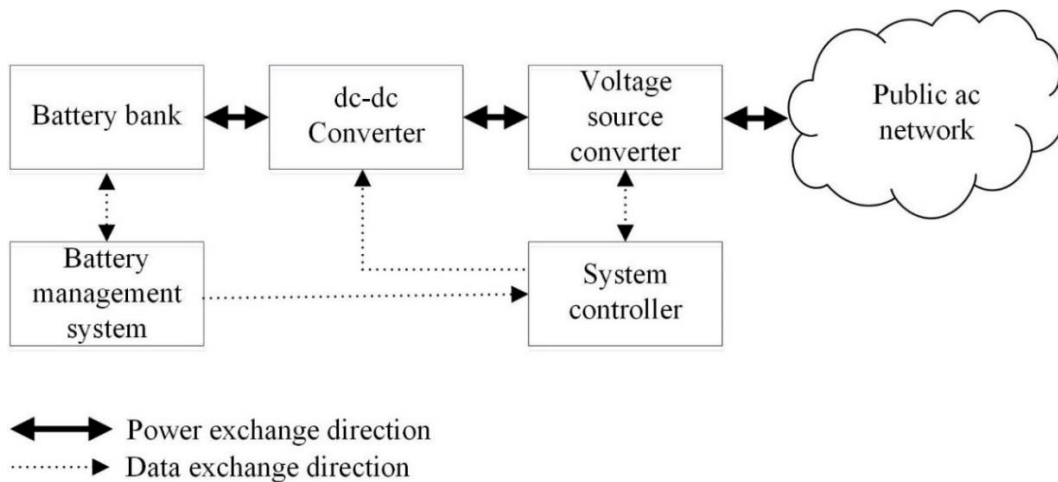 Battery bank
dc-dc
Converter
Voltage
source
converter
Public ac
network
Battery
management
system
System
controller
Power exchange direction
Data exchange direction